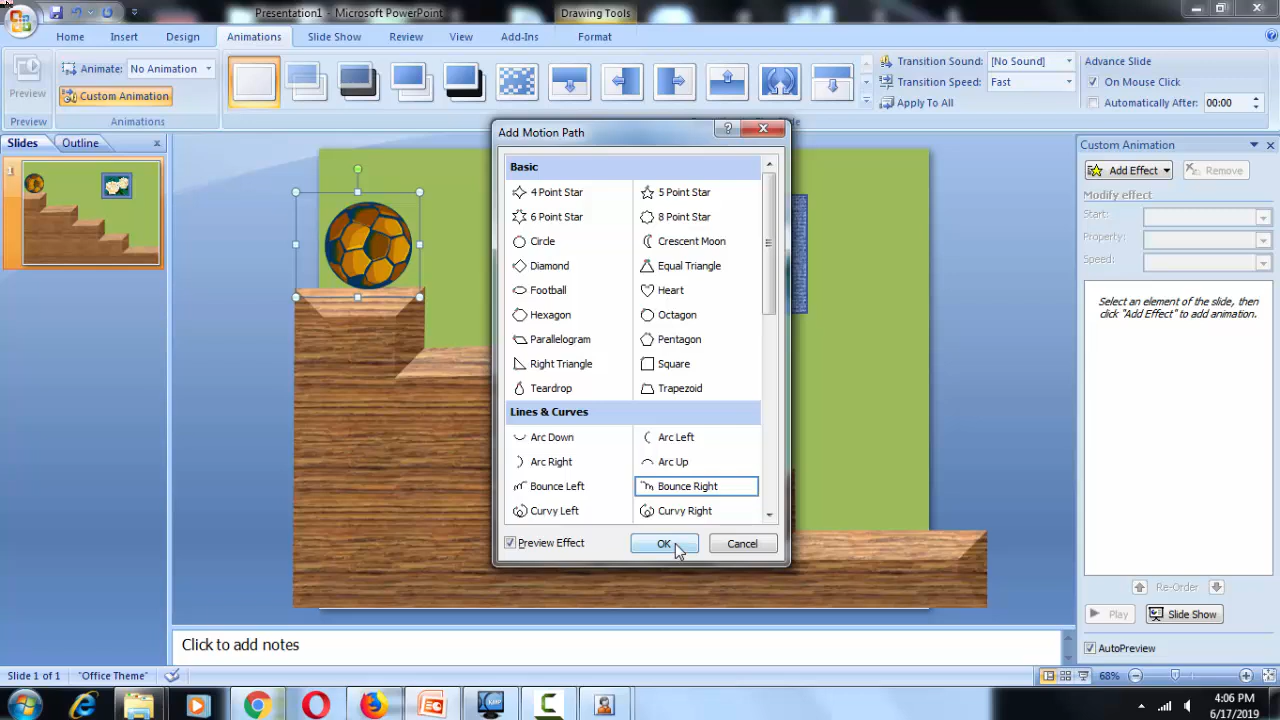 Presentation1 - Microsoft PowerPoint
Drawing Tools
Home Insert Design Animations Slide Show Review View Add-Ins Format
Preview
Animate: No Animation
Custom Animation
Preview
Animations
Transition Sound: [No Sound]
Transition Speed: Fast
Apply To All
Advance Slide
On Mouse Click
Automatically After: 00:00
Slides Outline
1
Add Motion Path
Basic
4 Point Star 5 Point Star
6 Point Star 8 Point Star
Circle Crescent Moon
Diamond Equal Triangle
Football Heart
Hexagon Octagon
Parallelogram Pentagon
Right Triangle Square
Teardrop Trapezoid
Lines & Curves
Arc Down Arc Left
Arc Right Arc Up
Bounce Left Bounce Right
Curvy Left Curvy Right
Preview Effect OK Cancel
Custom Animation
Add Effect Remove
Modify effect
Start:
Property:
Speed:
Select an element of the slide, then
click "Add Effect" to add animation.
Re-Order
Play Slide Show
AutoPreview
Click to add notes
Slide 1 of 1 "Office Theme" 68%
4:06 PM
6/17/2019